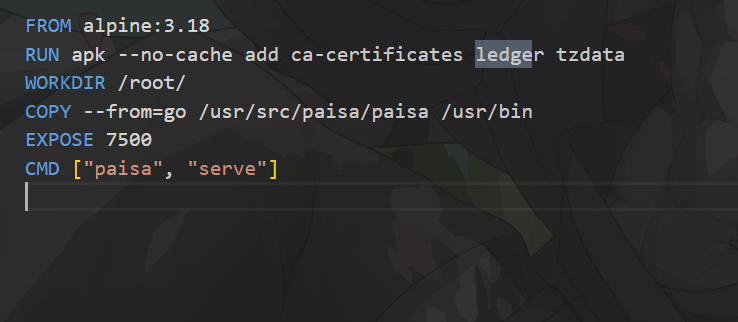 FROM alpine:3.18
RUN apk --no-cache add ca-certificates ledger tzdata
WORKDIR /root/
COPY --from=go /usr/src/paisa/paisa /usr/bin
EXPOSE 7500
CMD ["paisa", "serve"]